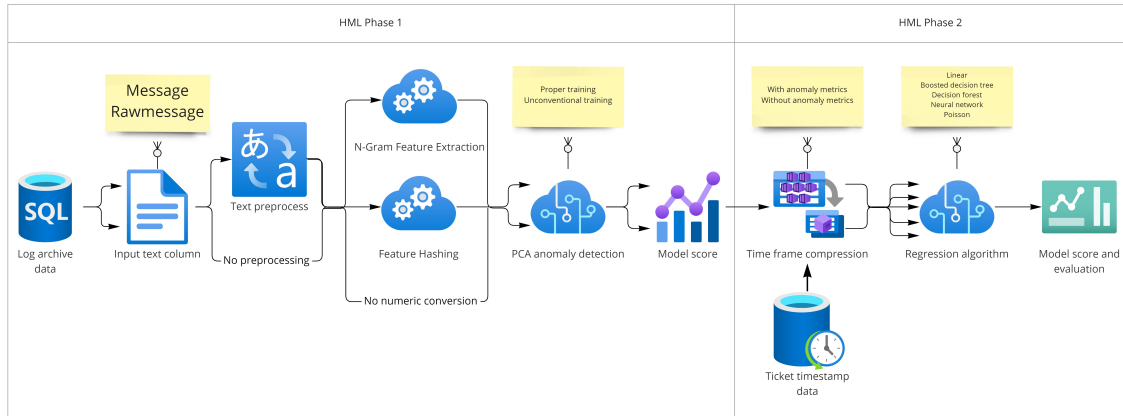 HML Phase 1
HML Phase 2
Message
Rawmessage
Proper training
Unconventional training
With anomaly metrics
Without anomaly metrics
Linear
Boosted decision tree
Decision forest
Neural network
Poisson
あ
a
N-Gram Feature Extraction
SQL
Text preprocess
Log archive
data
Input text column
No preprocessing
Feature Hashing
PCA anomaly detection
Model score
Time frame compression
Regression algorithm
Model score and
evaluation
No numeric conversion
Ticket timestamp
data